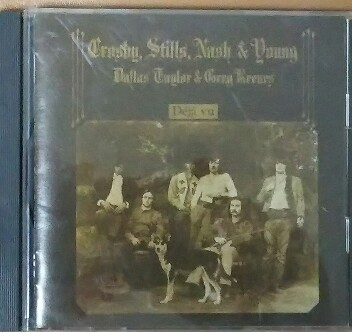 Crosby, Stills, Nash & Young
Dallas Taylor & Greg Reeves
Déjà vu